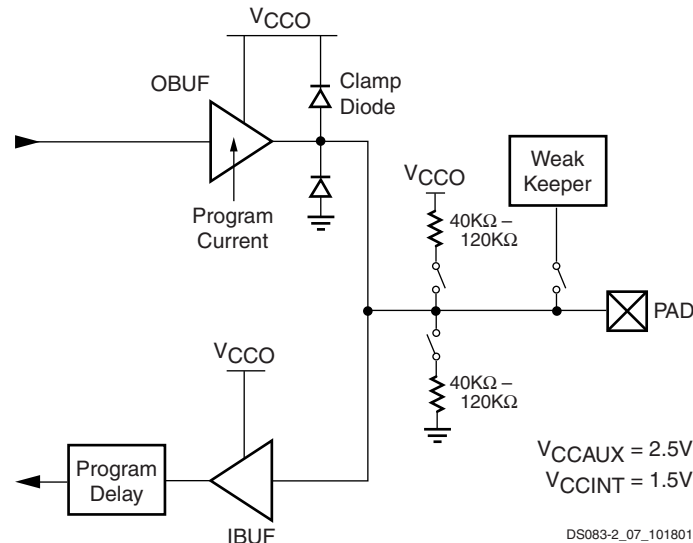 VCCO
OBUF
Clamp
Diode
Program
Current
VCCO
40KΩ –
120KΩ
Weak
Keeper
PAD
40KΩ –
120KΩ
VCCO
Program
Delay
IBUF
VCCAUX = 2.5V
VCCINT = 1.5V
DS083-2_07_101801